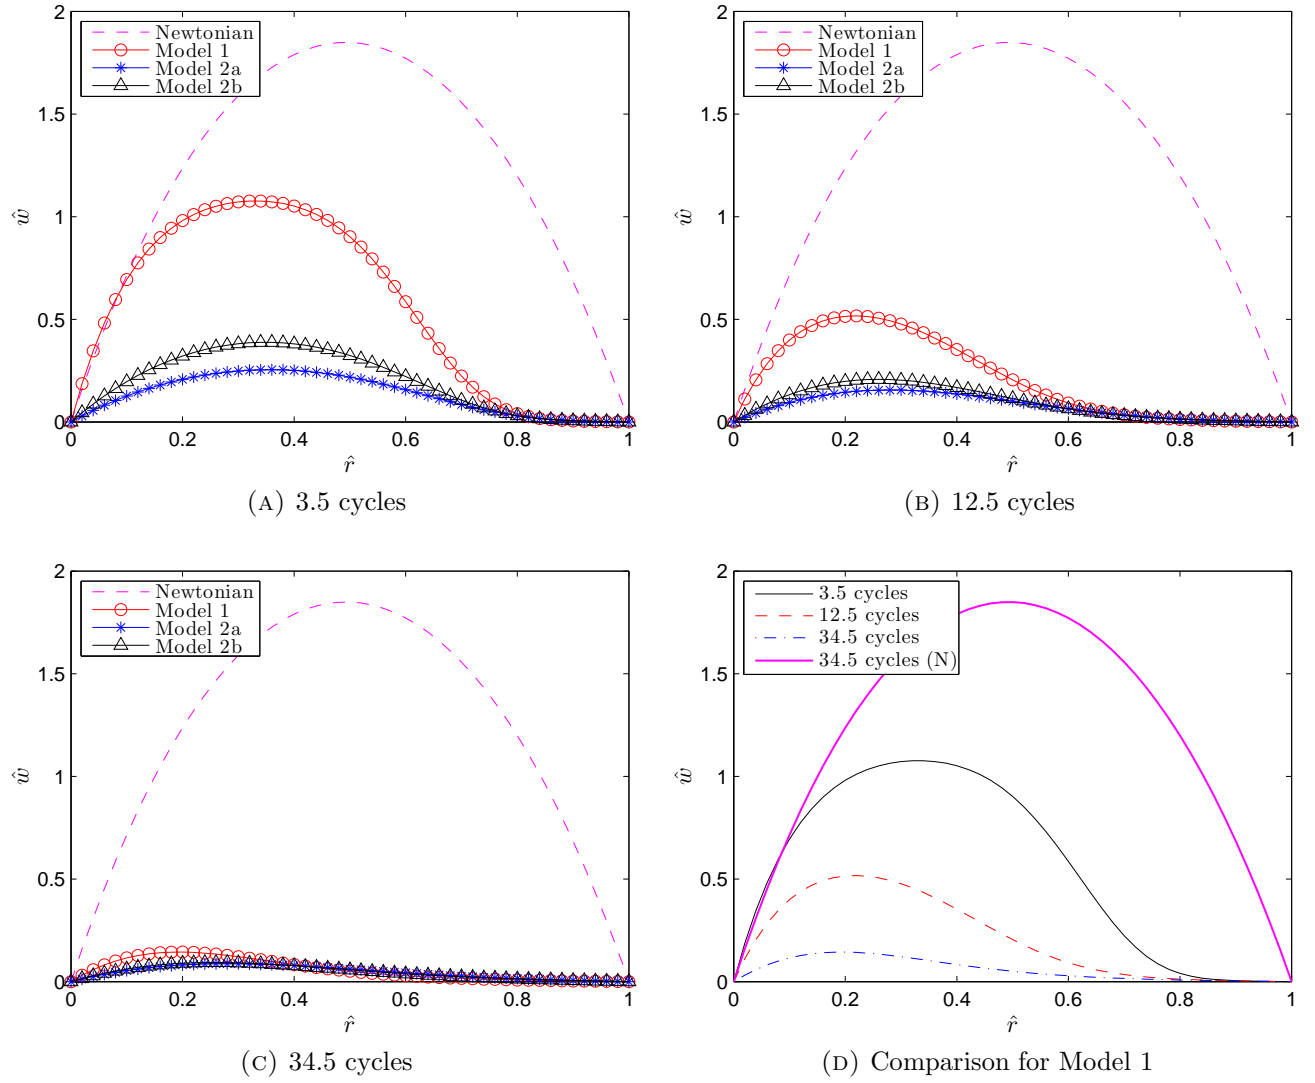 2
1.5
1
0.5
0
0 0.2 0.4 0.6 0.8 1
ŵ
r̂
Newtonian
Model 1
Model 2a
Model 2b
(A) 3.5 cycles
2
1.5
1
0.5
0
0 0.2 0.4 0.6 0.8 1
ŵ
r̂
Newtonian
Model 1
Model 2a
Model 2b
(B) 12.5 cycles
2
1.5
1
0.5
0
0 0.2 0.4 0.6 0.8 1
ŵ
r̂
Newtonian
Model 1
Model 2a
Model 2b
(C) 34.5 cycles
2
1.5
1
0.5
0
0 0.2 0.4 0.6 0.8 1
ŵ
r̂
3.5 cycles
12.5 cycles
34.5 cycles
34.5 cycles (N)
(D) Comparison for Model 1